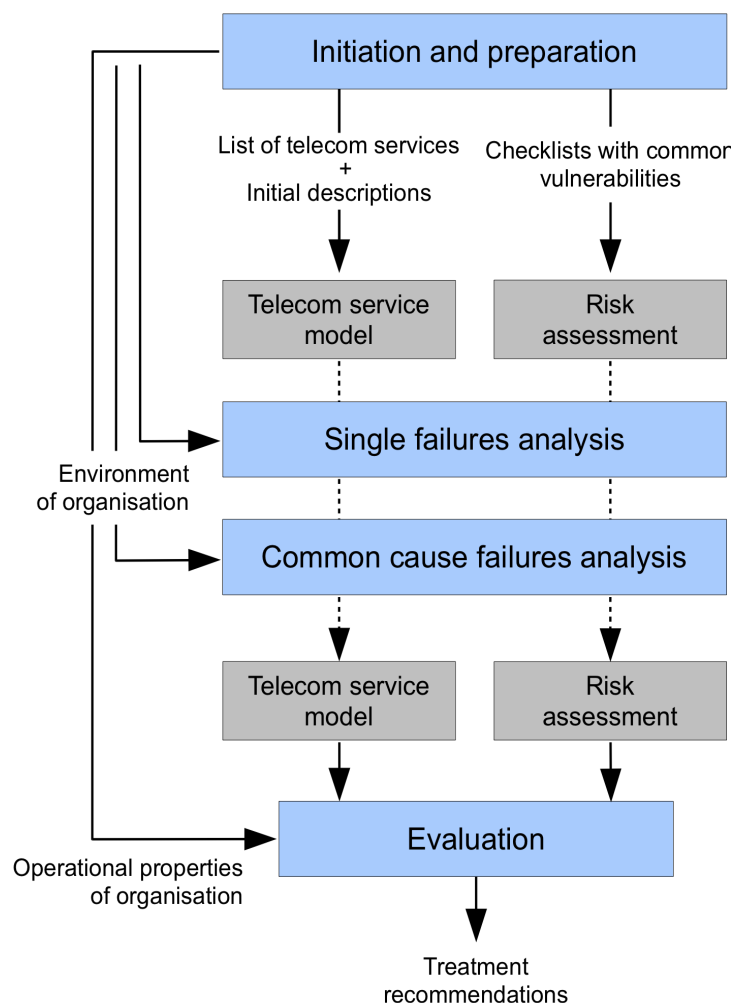 Initiation and preparation
List of telecom services
+
Initial descriptions
Checklists with common
vulnerabilities
Telecom service
model
Risk
assessment
Single failures analysis
Environment
of organisation
Common cause failures analysis
Telecom service
model
Risk
assessment
Evaluation
Operational properties
of organisation
Treatment
recommendations